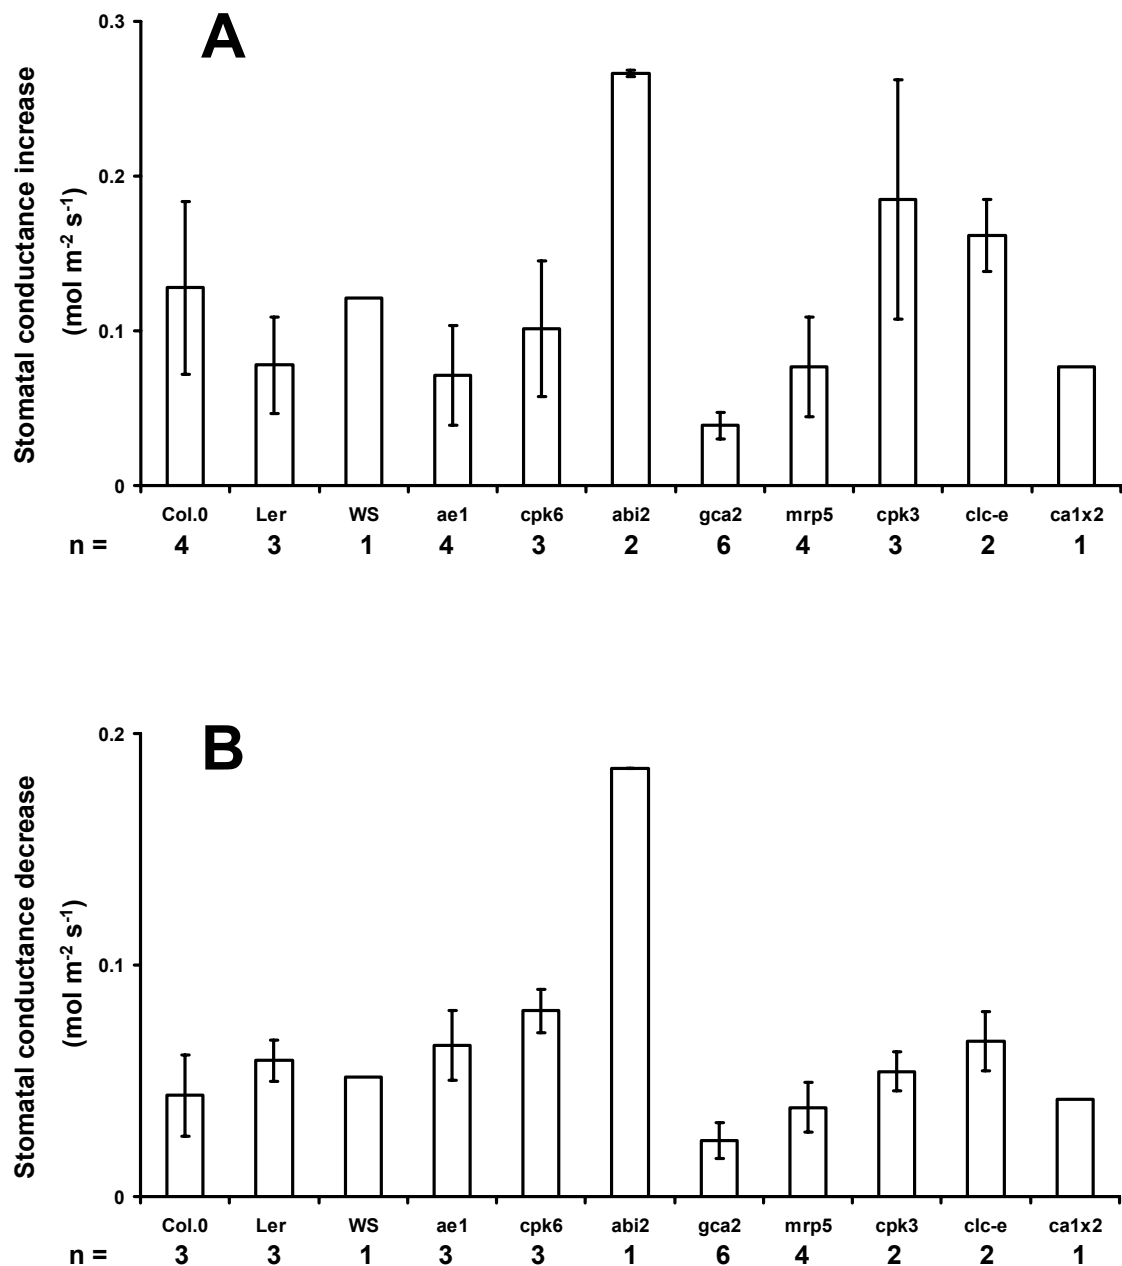 A
Stomatal conductance increase
(mol m-2 s-1)
0.3
0.2
0.1
0
Col.0 Ler WS ae1 cpk6 abi2 gca2 mrp5 cpk3 clc-e ca1x2
n = 4 3 1 4 3 2 6 4 3 2 1
B
Stomatal conductance decrease
(mol m-2 s-1)
0.2
0.1
0
Col.0 Ler WS ae1 cpk6 abi2 gca2 mrp5 cpk3 clc-e ca1x2
n = 3 3 1 3 3 1 6 4 2 2 1